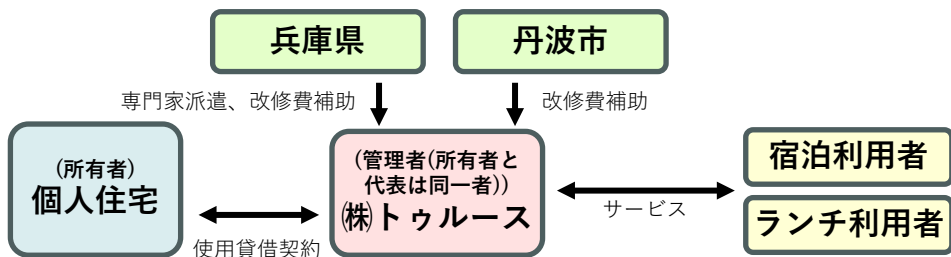 兵庫県
丹波市
専門家派遣、改修費補助
改修費補助
(所有者)
個人住宅
(管理者(所有者と
代表は同一者))
㈱トゥルース
使用貸借契約
サービス
宿泊利用者
ランチ利用者